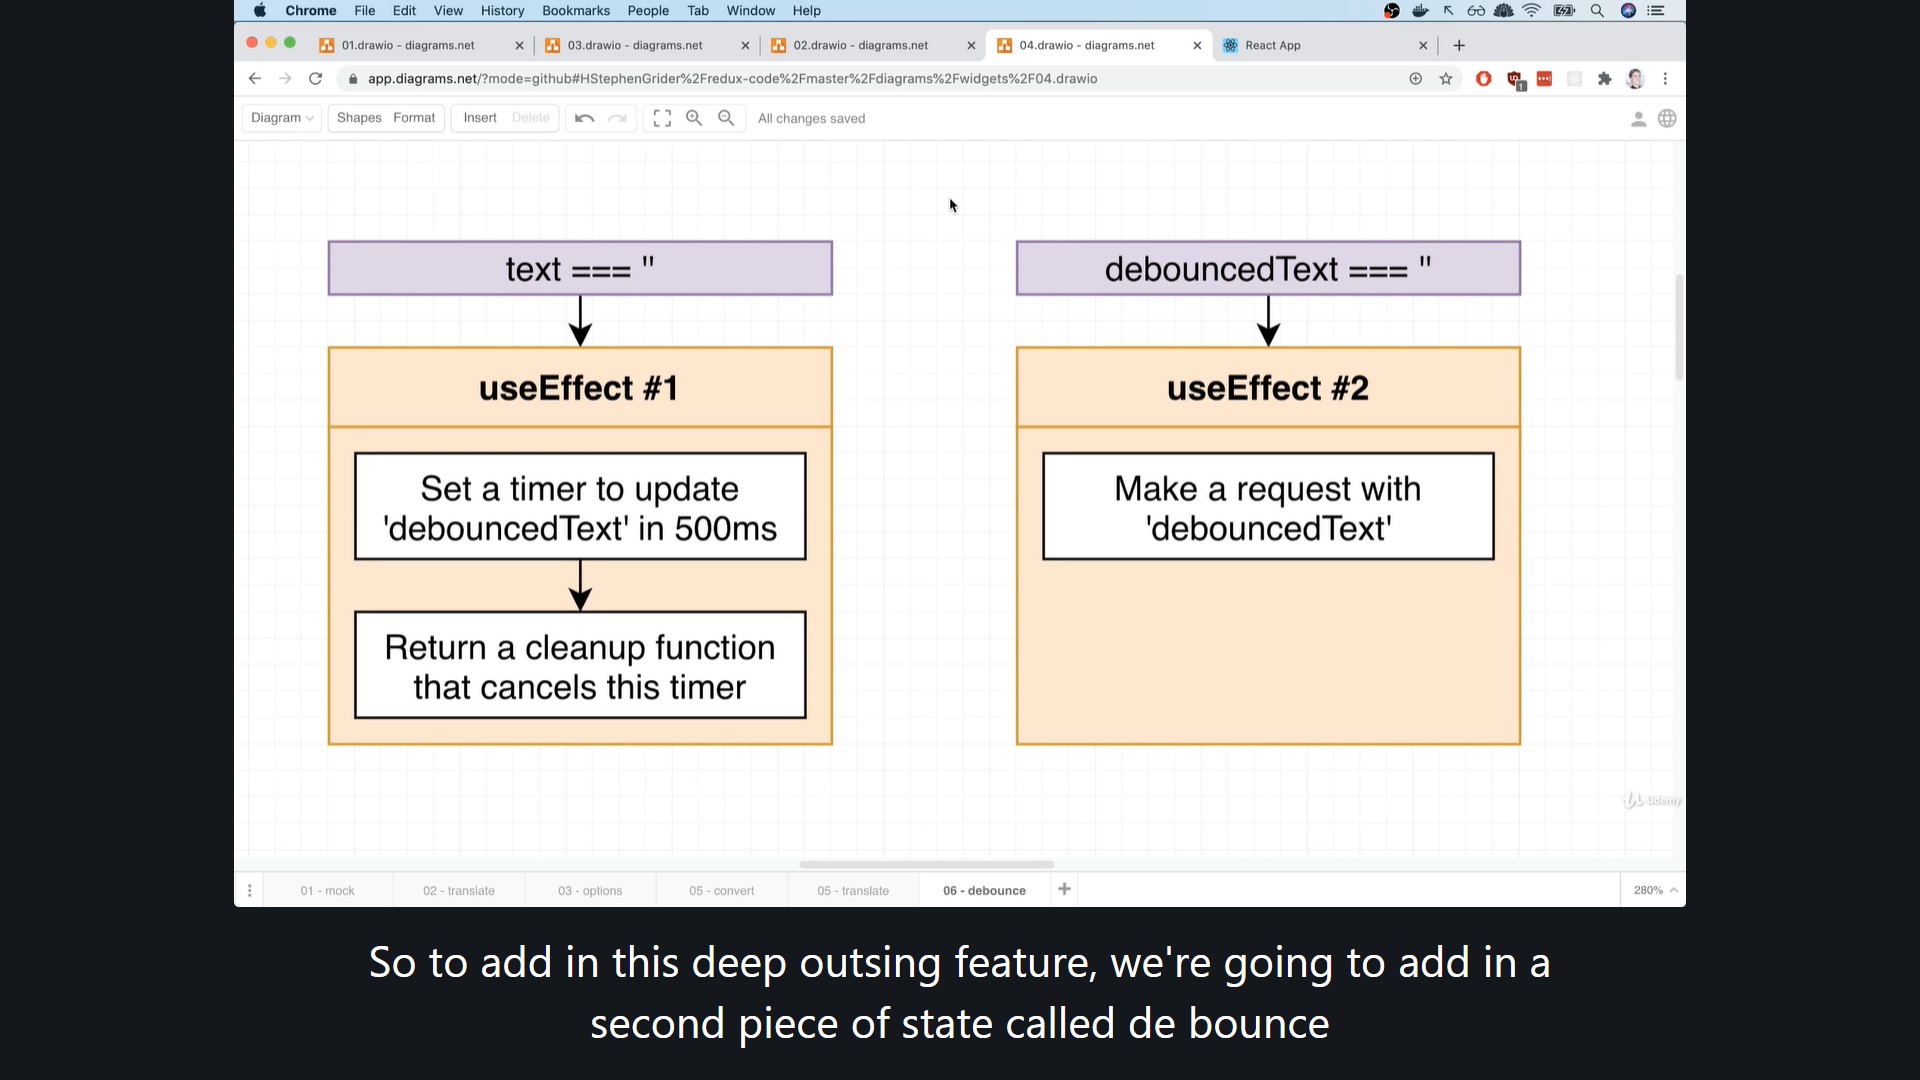 Chrome File Edit View History Bookmarks People Tab Window Help
01.drawio - diagrams.net 03.drawio - diagrams.net 02.drawio - diagrams.net 04.drawio - diagrams.net React App
app.diagrams.net/?mode=github#HStephenGrider%2Fredux-code%2Fmaster%2Fdiagrams%2Fwidgets%2F04.drawio
1
Diagram Shapes Format Insert Delete All changes saved
text === ''
useEffect #1
Set a timer to update
'debouncedText' in 500ms
Return a cleanup function
that cancels this timer
debouncedText === ''
useEffect #2
Make a request with
'debouncedText'
Udemy
01 - mock 02 - translate 03 - options 05 - convert 05 - translate 06 - debounce 280%
So to add in this deep outsing feature, we're going to add in a
second piece of state called de bounce